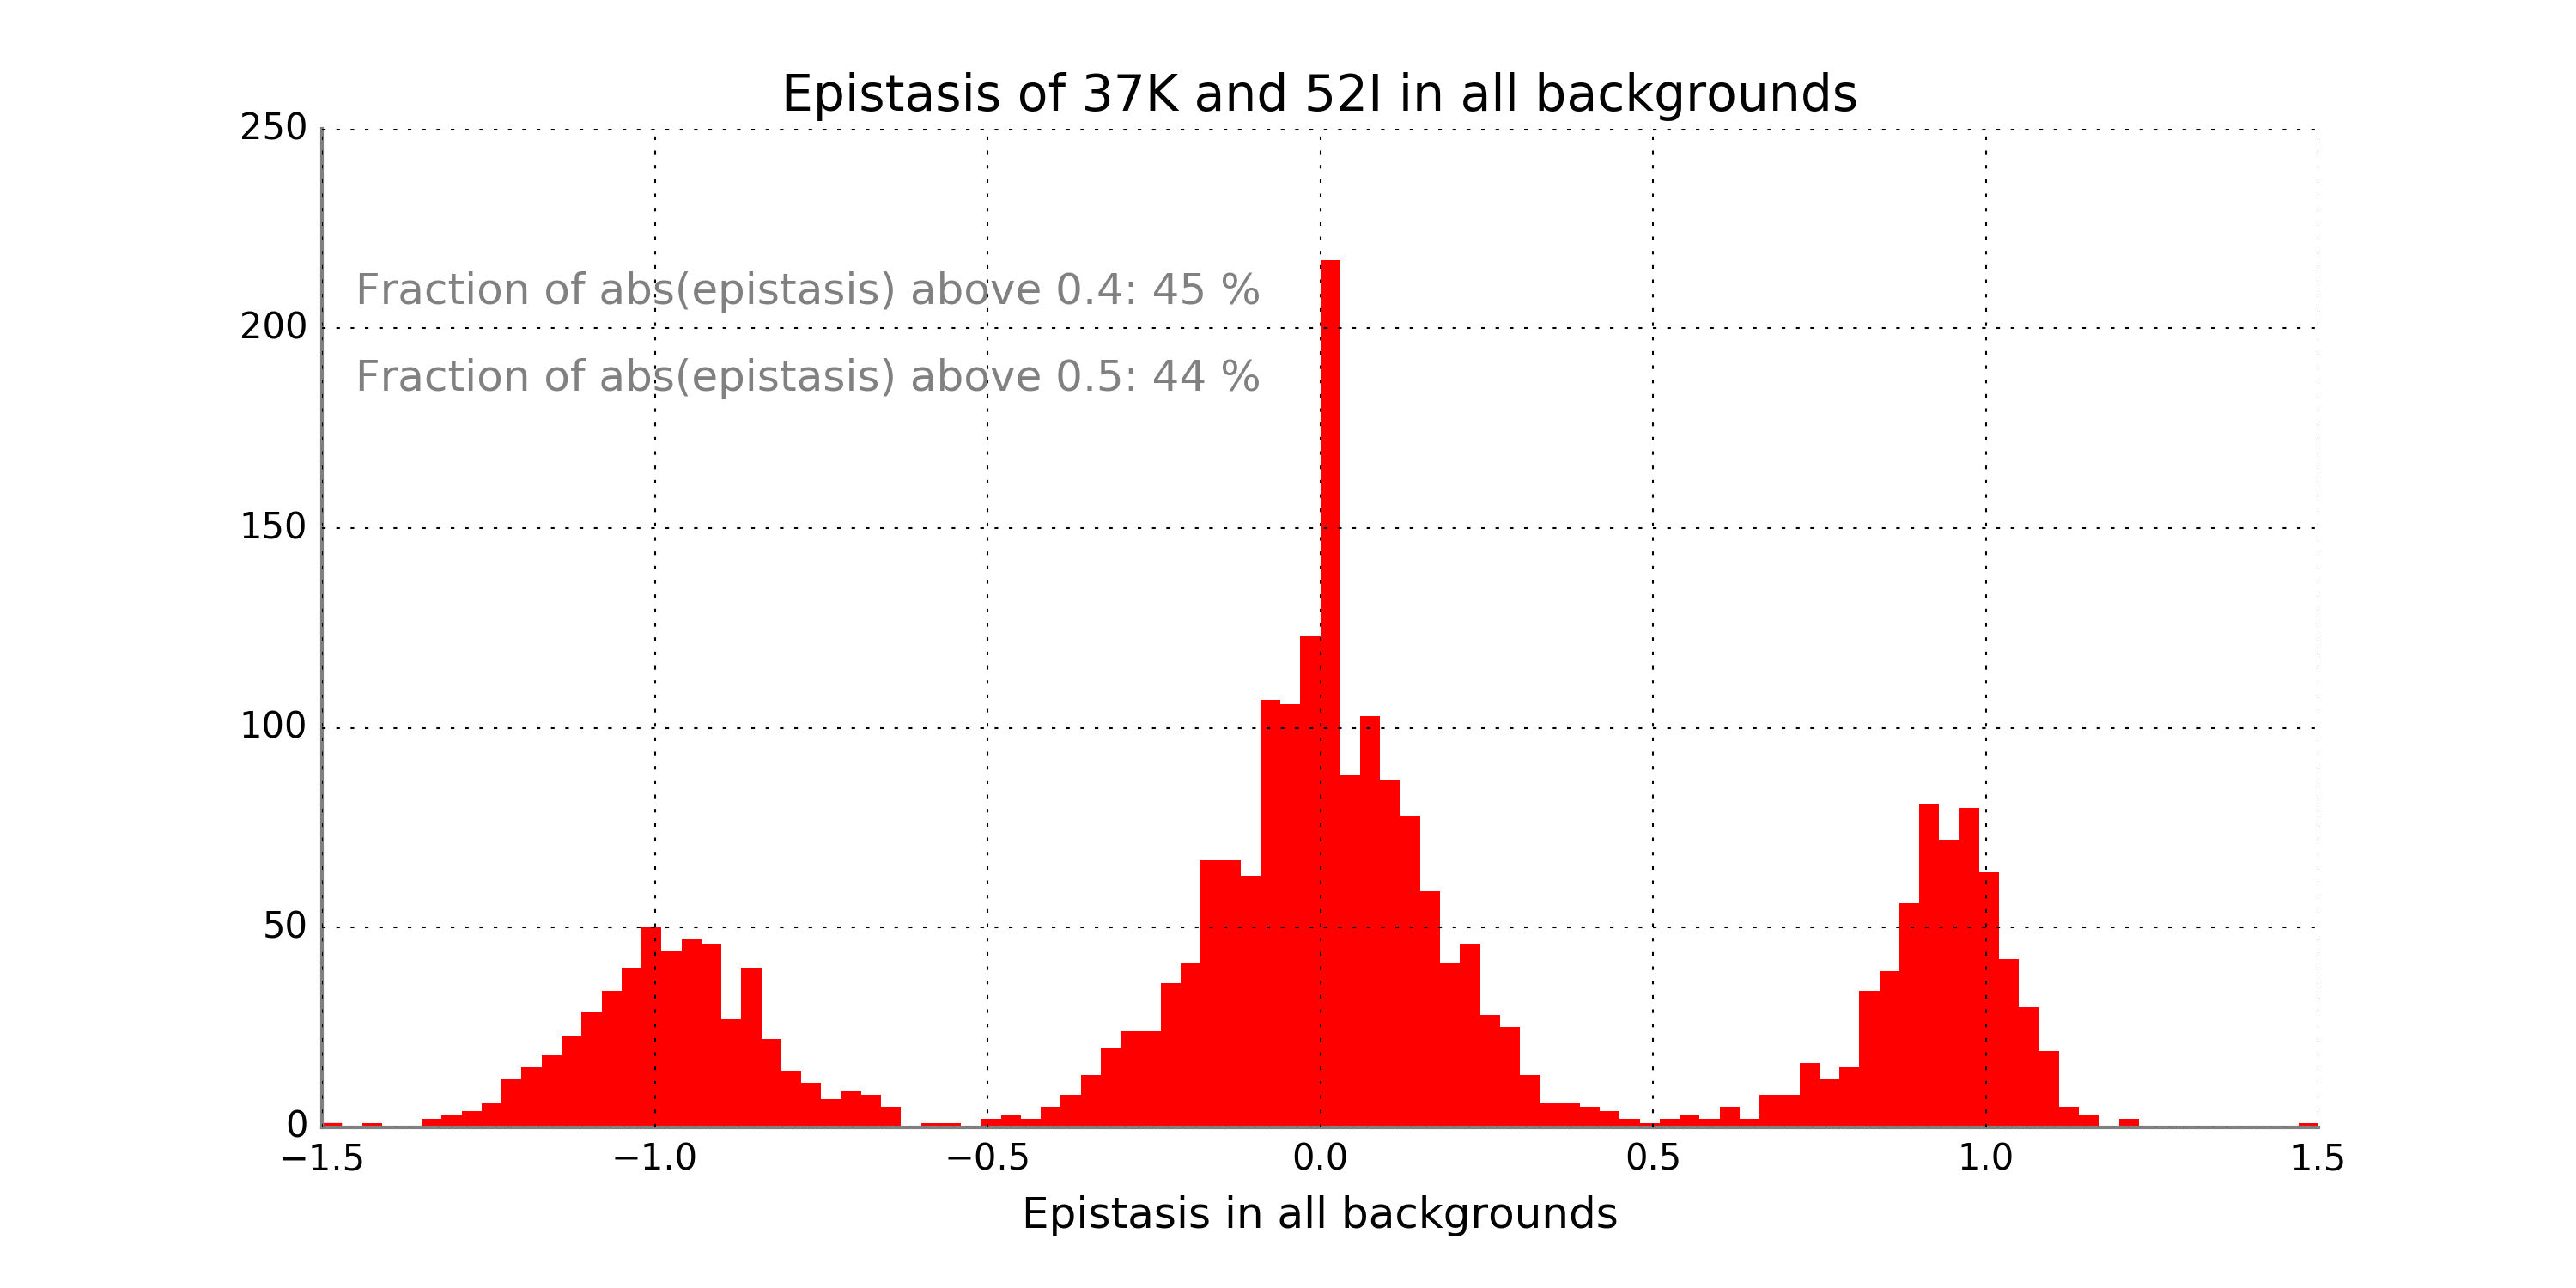 Epistasis of 37K and 52I in all backgrounds
250
200
150
100
50
0
Fraction of abs(epistasis) above 0.4: 45 %
Fraction of abs(epistasis) above 0.5: 44 %
−1.5 −1.0 −0.5 0.0 0.5 1.0 1.5
Epistasis in all backgrounds